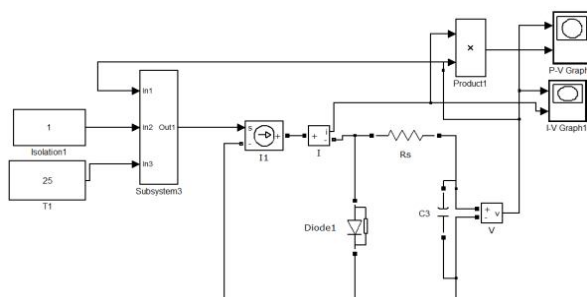 ×
Product1
P-V Graph
I-V Graph1
In1
1
In2
Out1
Isolation1
25
In3
T1
Subsystem3
s
-
+
I1
+
i
-
I
Rs
Diode1
C3
+
-
v
V